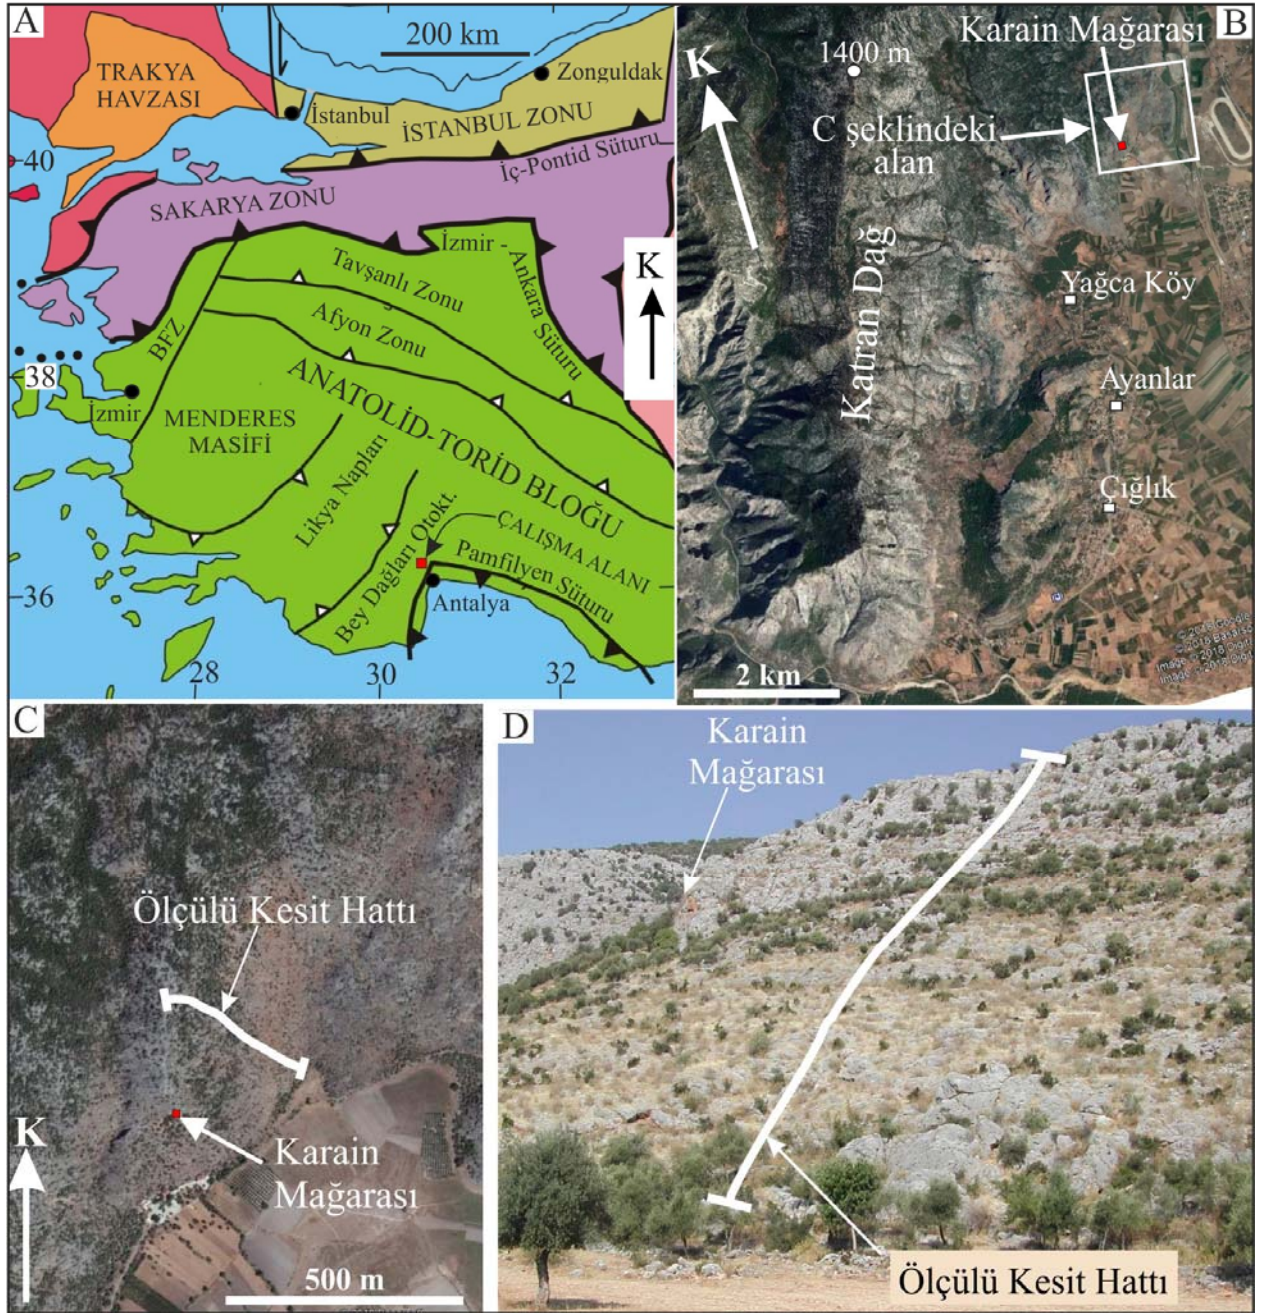 A
200 km
TRAKYA
HAVZASI
Zonguldak
İstanbul
İSTANBUL ZONU
40
İç-Pontid Süturu
SAKARYA ZONU
İzmir -
Ankara Süturu
Tavşanlı Zonu
K
Afyon Zonu
BFZ
38
ANATOLİD-TORİD BLOĞU
İzmir
MENDERES
MASİFİ
Likya Napları
Bey Dağları Otokt.
ÇALIŞMA ALANI
Pamfilyen Süturu
36
Antalya
28
30
32
B
Karain Mağarası
1400 m
K
C şeklindeki
alan
Katran Dağ
Yağca Köy
Ayanlar
Çığlık
2 km
© 2018 Google
C
Ölçülü Kesit Hattı
K
Karain
Mağarası
500 m
D
Karain
Mağarası
Ölçülü Kesit Hattı